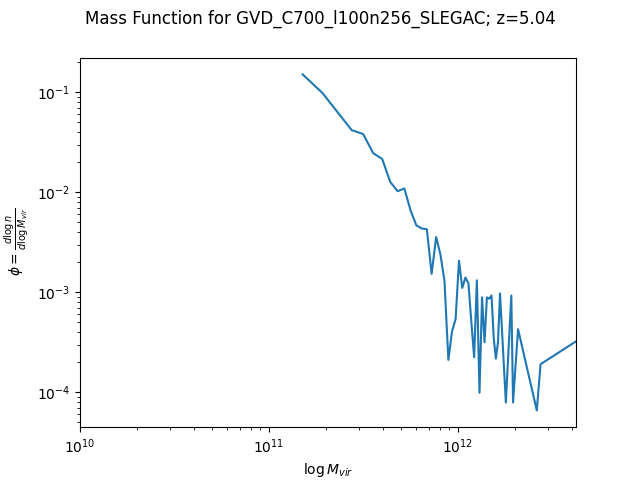 Mass Function for GVD_C700_l100n256_SLEGAC; z=5.04
10⁻¹
10⁻²
10⁻³
10⁻⁴
ϕ = d log n / d log M_vir
10¹⁰ 10¹¹ 10¹²
log M_vir